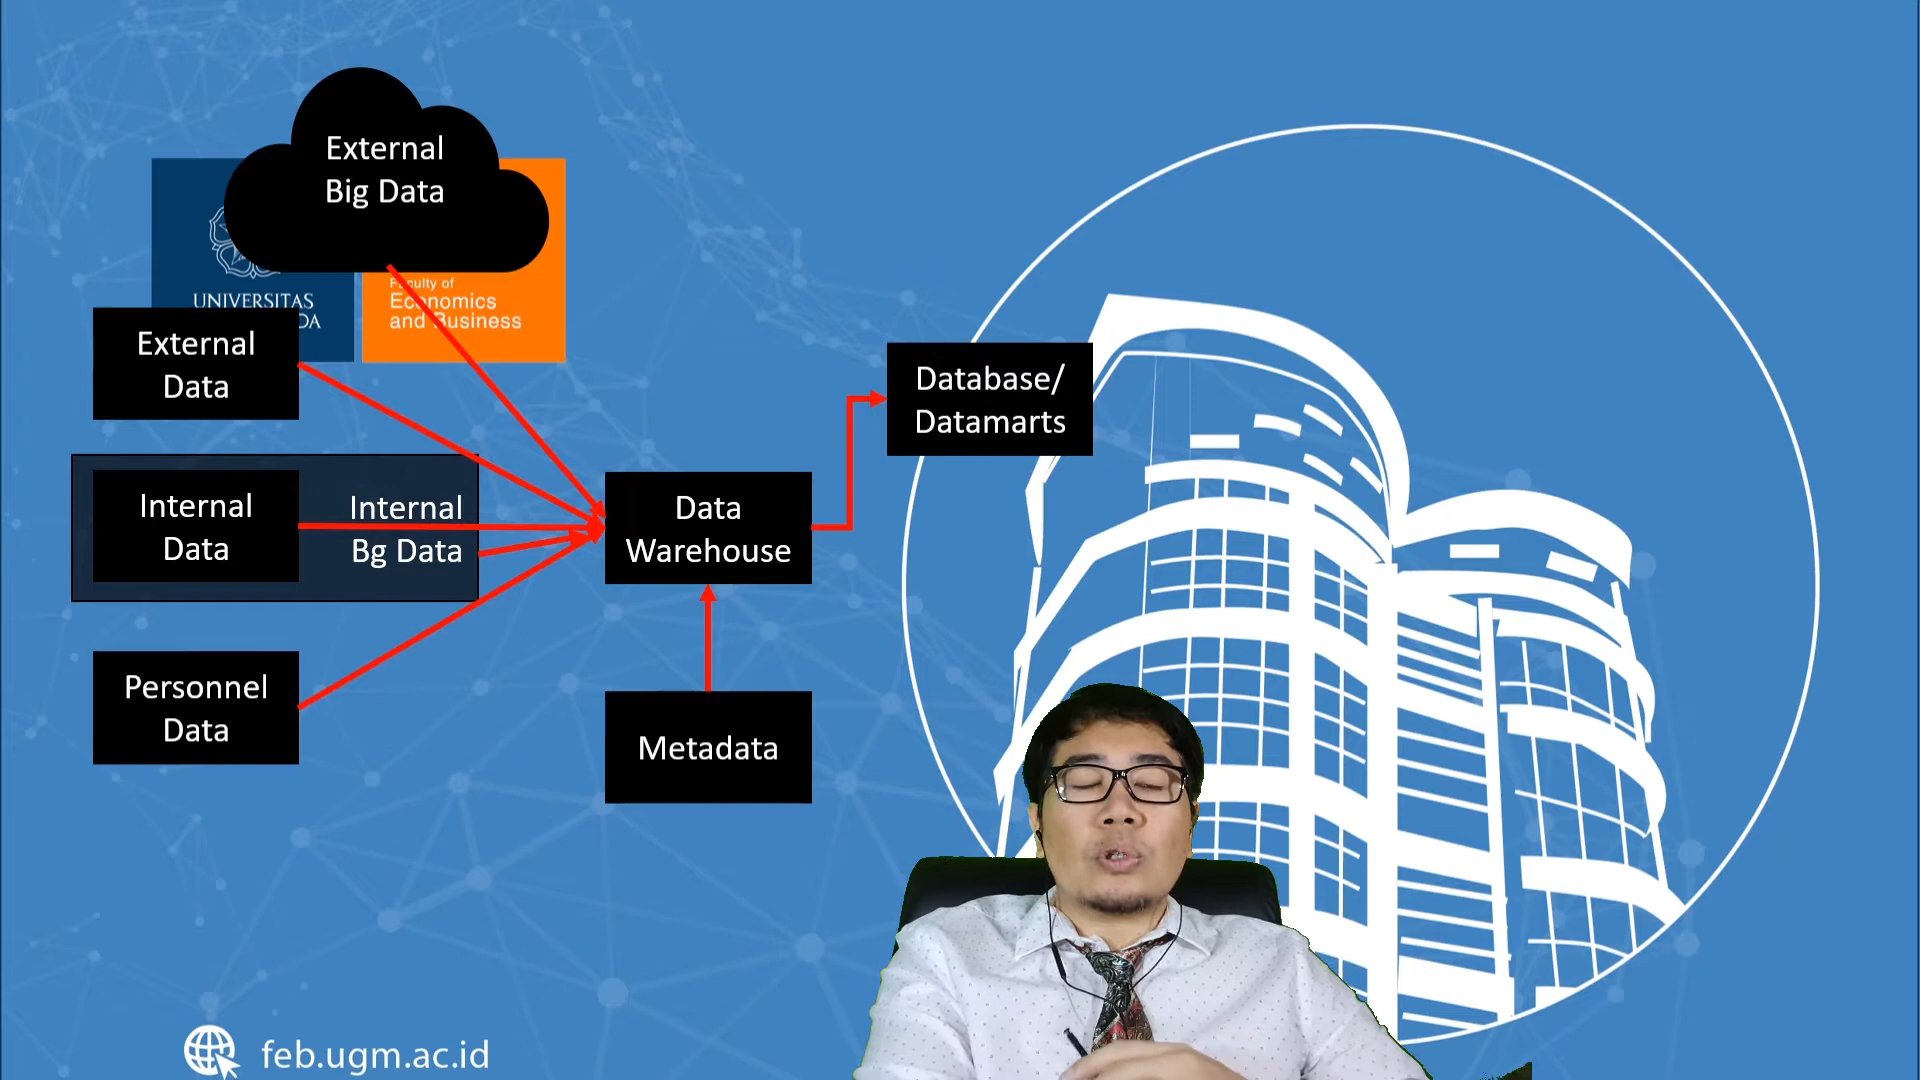 External
Big Data
UNIVERSITAS
DA
Faculty of
Economics
and Business
External
Data
Internal
Data
Internal
Bg Data
Personnel
Data
Data
Warehouse
Metadata
Database/
Datamarts
feb.ugm.ac.id